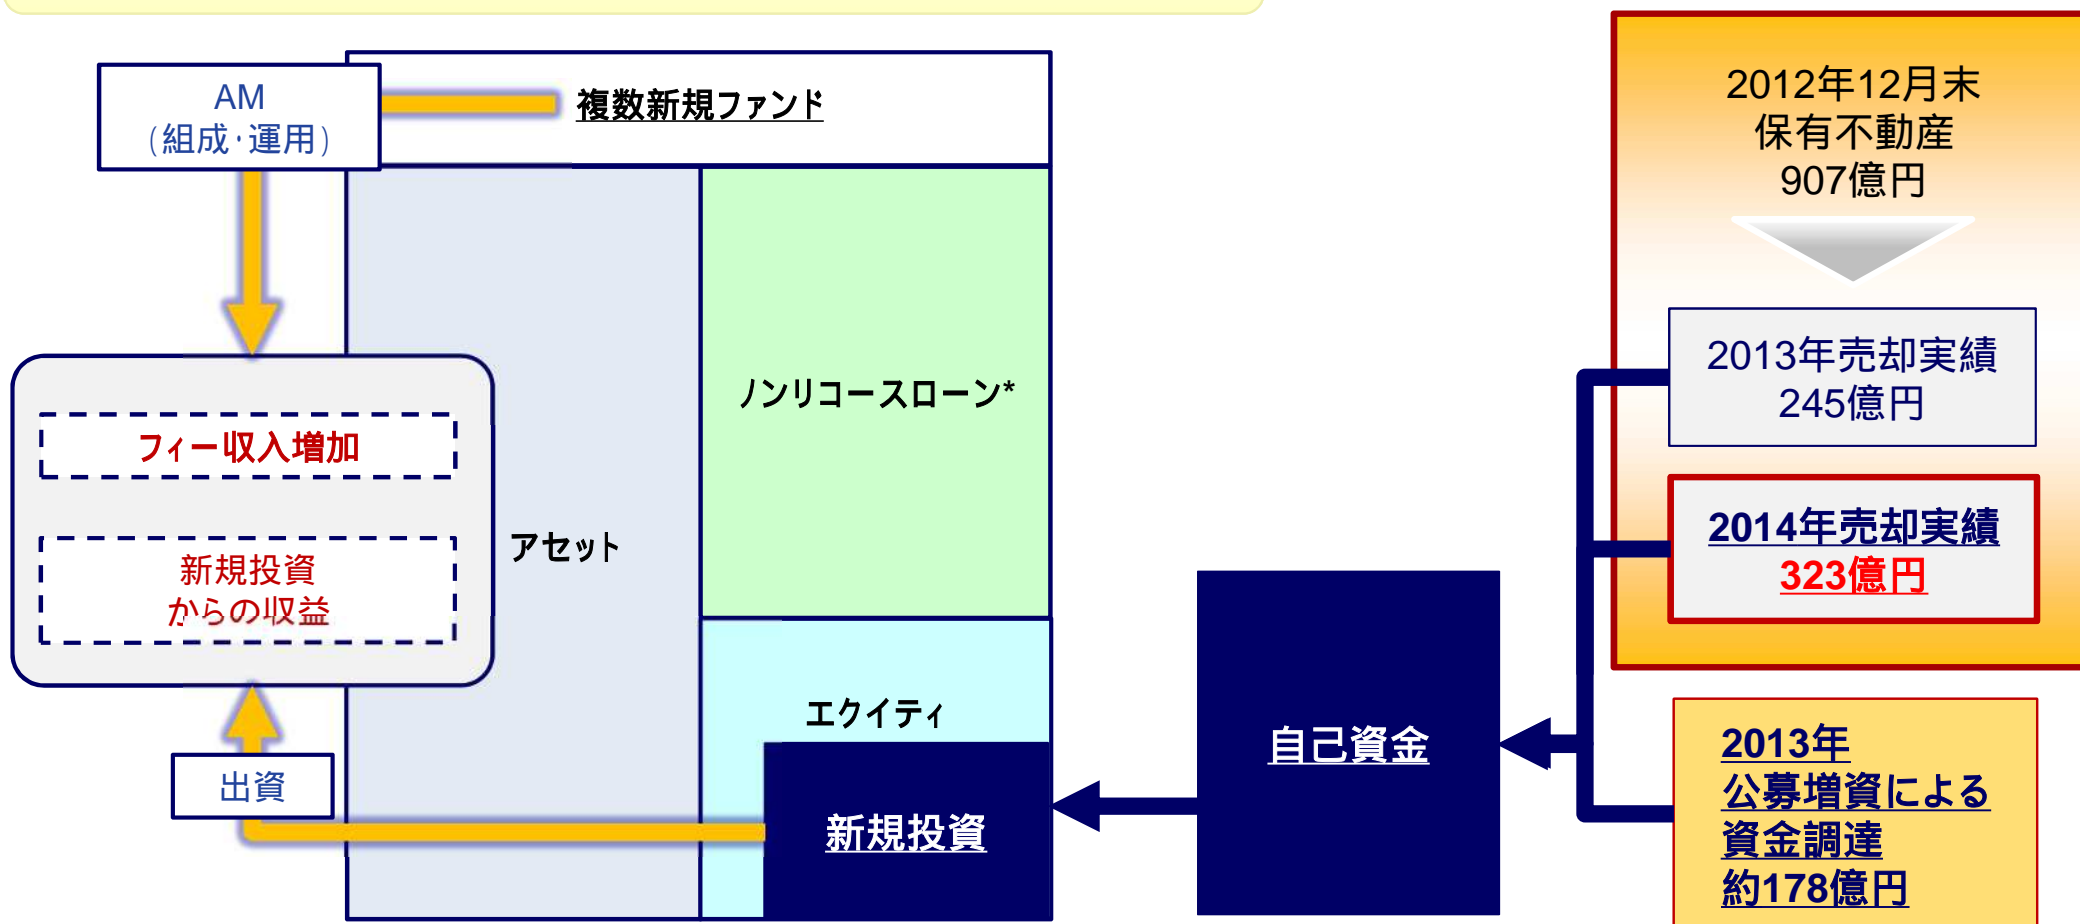 AM
(組成・運用)
複数新規ファンド
フィー収入増加
新規投資
からの収益
アセット
ノンリコースローン*
エクイティ
出資
新規投資
自己資金
2012年12月末
保有不動産
907億円
2013年売却実績
245億円
2014年売却実績
323億円
2013年
公募増資による
資金調達
約178億円